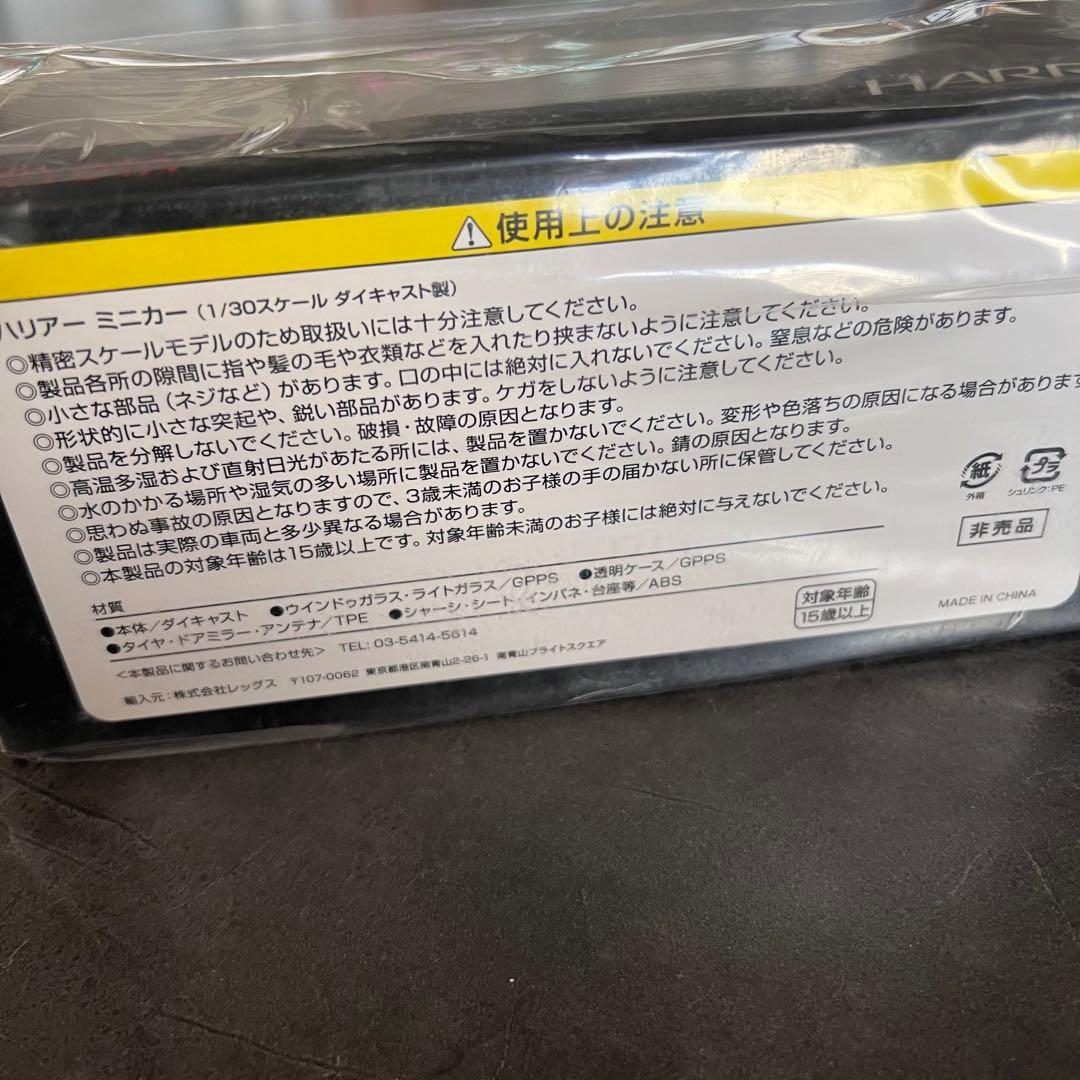 HARR
使用上の注意
ハリアー ミニカー（1/30スケール ダイキャスト製）
◎精密スケールモデルのため取扱いには十分注意してください。
◎製品各所の隙間に指や髪の毛や衣類などを入れたり挟まないように注意してください。
◎小さな部品（ネジなど）があります。口の中には絶対に入れないでください。窒息などの危険があります。
◎形状的に小さな突起や、鋭い部品があります。ケガをしないように注意してください。
◎製品を分解しないでください。破損・故障の原因となります。
◎高温多湿および直射日光があたる所には、製品を置かないでください。変形や色落ちの原因になる場合があります
◎水のかかる場所や湿気の多い場所に製品を置かないでください。錆の原因となります。
◎思わぬ事故の原因となりますので、3歳未満のお子様の手の届かない所に保管してください。
◎製品は実際の車両と多少異なる場合があります。
◎本製品の対象年齢は15歳以上です。対象年齢未満のお子様には絶対に与えないでください。
紙
外箱
プラ
シュリンク:PE
非売品
材質
●本体／ダイキャスト ●ウインドゥガラス・ライトガラス／GPPS ●透明ケース／GPPS
●タイヤ・ドアミラー・アンテナ／TPE ●シャーシ・シート・インパネ・台座等／ABS
対象年齢
15歳以上
MADE IN CHINA
＜本製品に関するお問い合わせ先＞ TEL: 03-5414-5614
輸入元：株式会社レッグス 〒107-0062 東京都港区南青山2-26-1 南青山ブライトスクエア